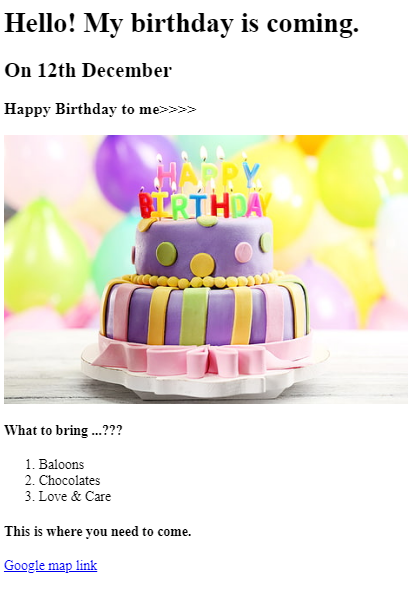 Hello! My birthday is coming.
On 12th December
Happy Birthday to me>>>>
HAPPY
BIRTHDAY
What to bring ...???
1. Baloons
2. Chocolates
3. Love & Care
This is where you need to come.
Google map link